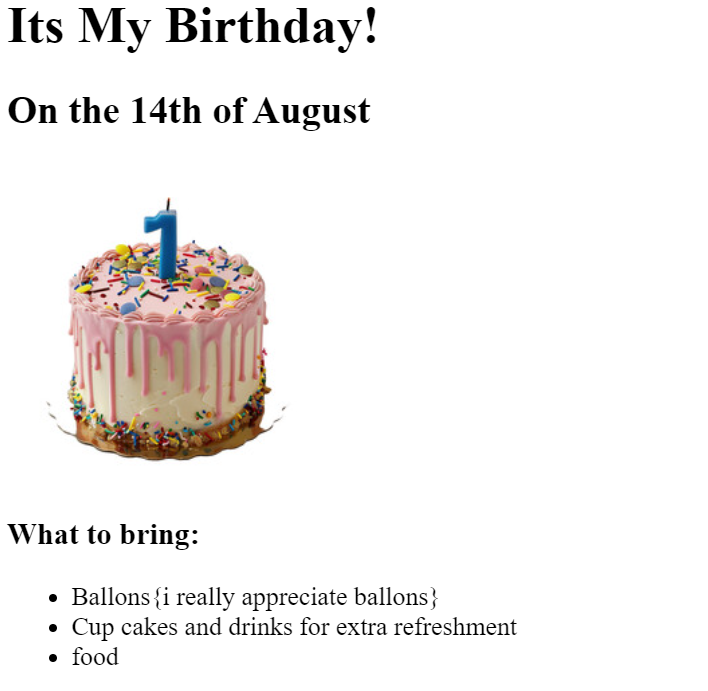 Its My Birthday!
On the 14th of August
1
What to bring:
Ballons{i really appreciate ballons}
Cup cakes and drinks for extra refreshment
food